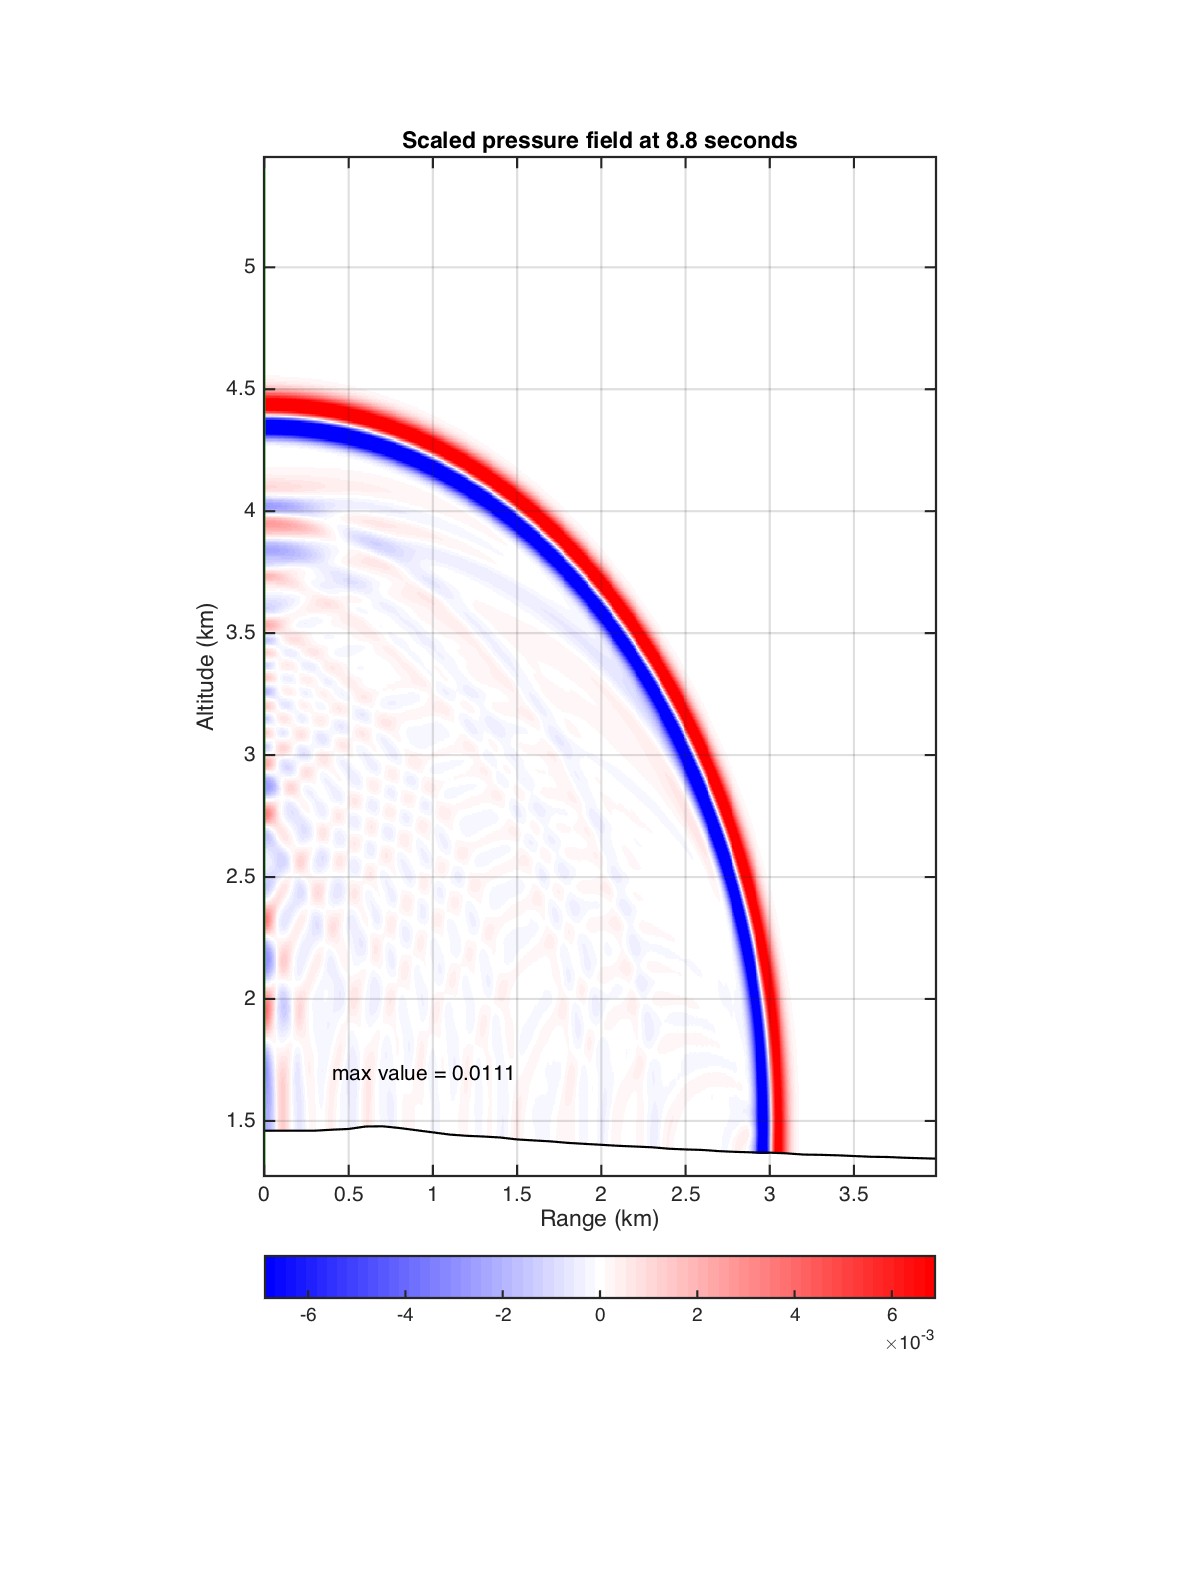 Scaled pressure field at 8.8 seconds
5
4.5
4
3.5
3
2.5
2
1.5
Altitude (km)
max value = 0.0111
0 0.5 1 1.5 2 2.5 3 3.5
Range (km)
-6 -4 -2 0 2 4 6
×10-3